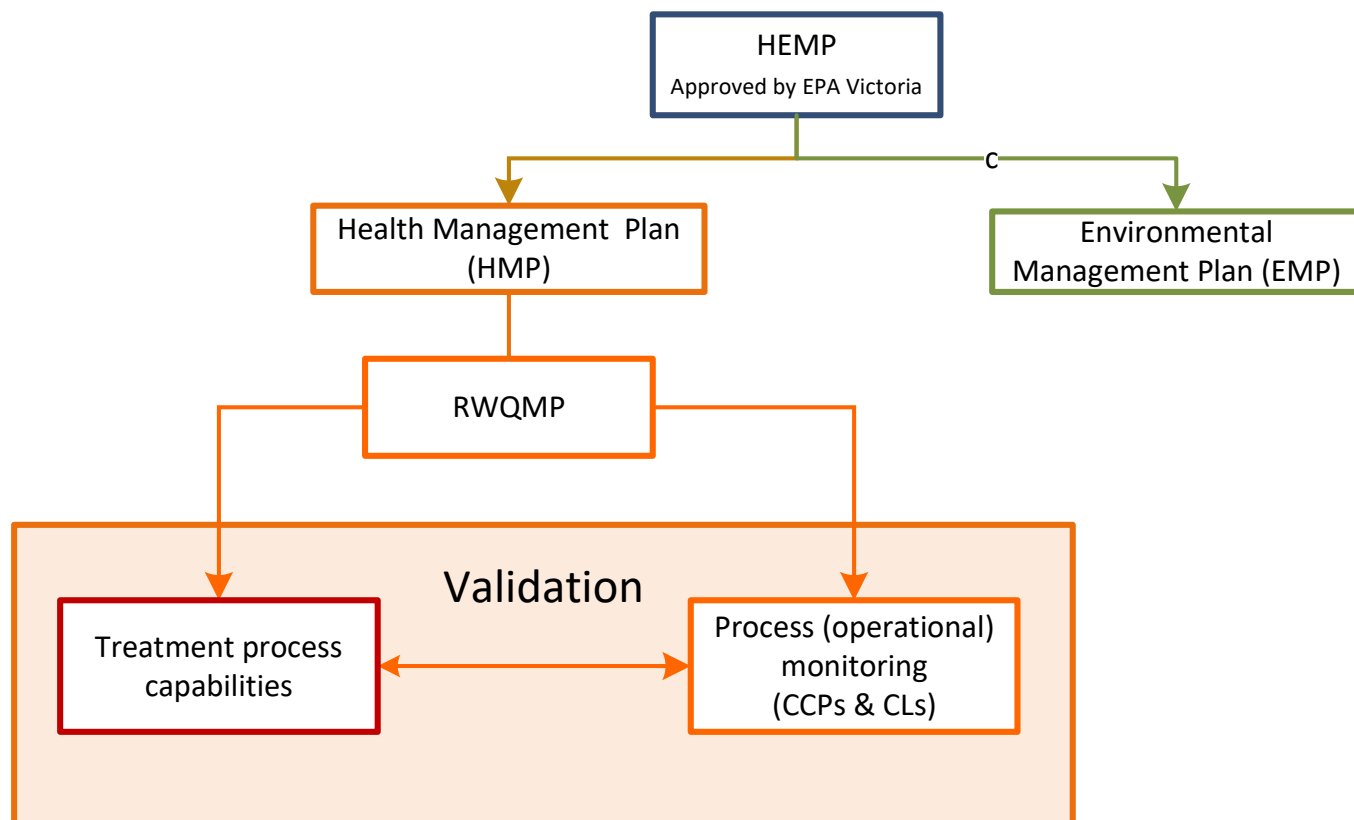 HEMP
Approved by EPA Victoria
c
Health Management Plan
(HMP)
Environmental
Management Plan (EMP)
RWQMP
Validation
Treatment process
capabilities
Process (operational)
monitoring
(CCPs & CLs)